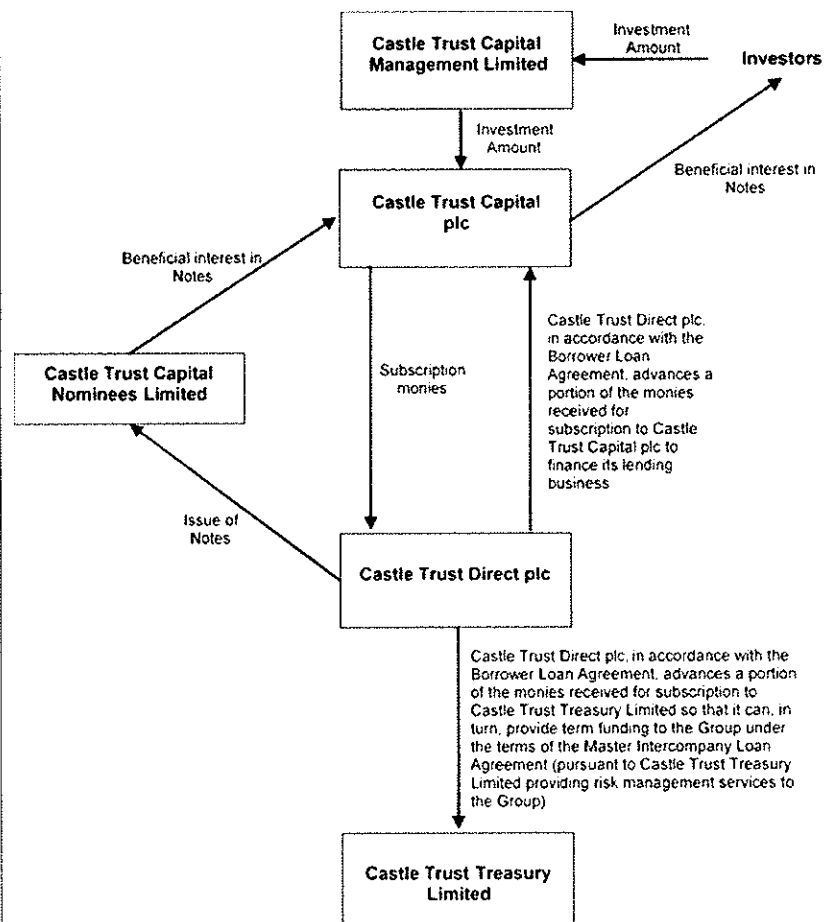 Castle Trust Capital
Management Limited
Investment
Amount
Investors
Investment
Amount
Beneficial interest in
Notes
Castle Trust Capital
plc
Beneficial interest in
Notes
Castle Trust Capital
Nominees Limited
Subscription
monies
Castle Trust Direct plc,
in accordance with the
Borrower Loan
Agreement, advances a
portion of the monies
received for
subscription to Castle
Trust Capital plc to
finance its lending
business
Issue of
Notes
Castle Trust Direct plc
Castle Trust Direct plc, in accordance with the
Borrower Loan Agreement, advances a portion
of the monies received for subscription to
Castle Trust Treasury Limited so that it can, in
turn, provide term funding to the Group under
the terms of the Master Intercompany Loan
Agreement (pursuant to Castle Trust Treasury
Limited providing risk management services to
the Group)
Castle Trust Treasury
Limited